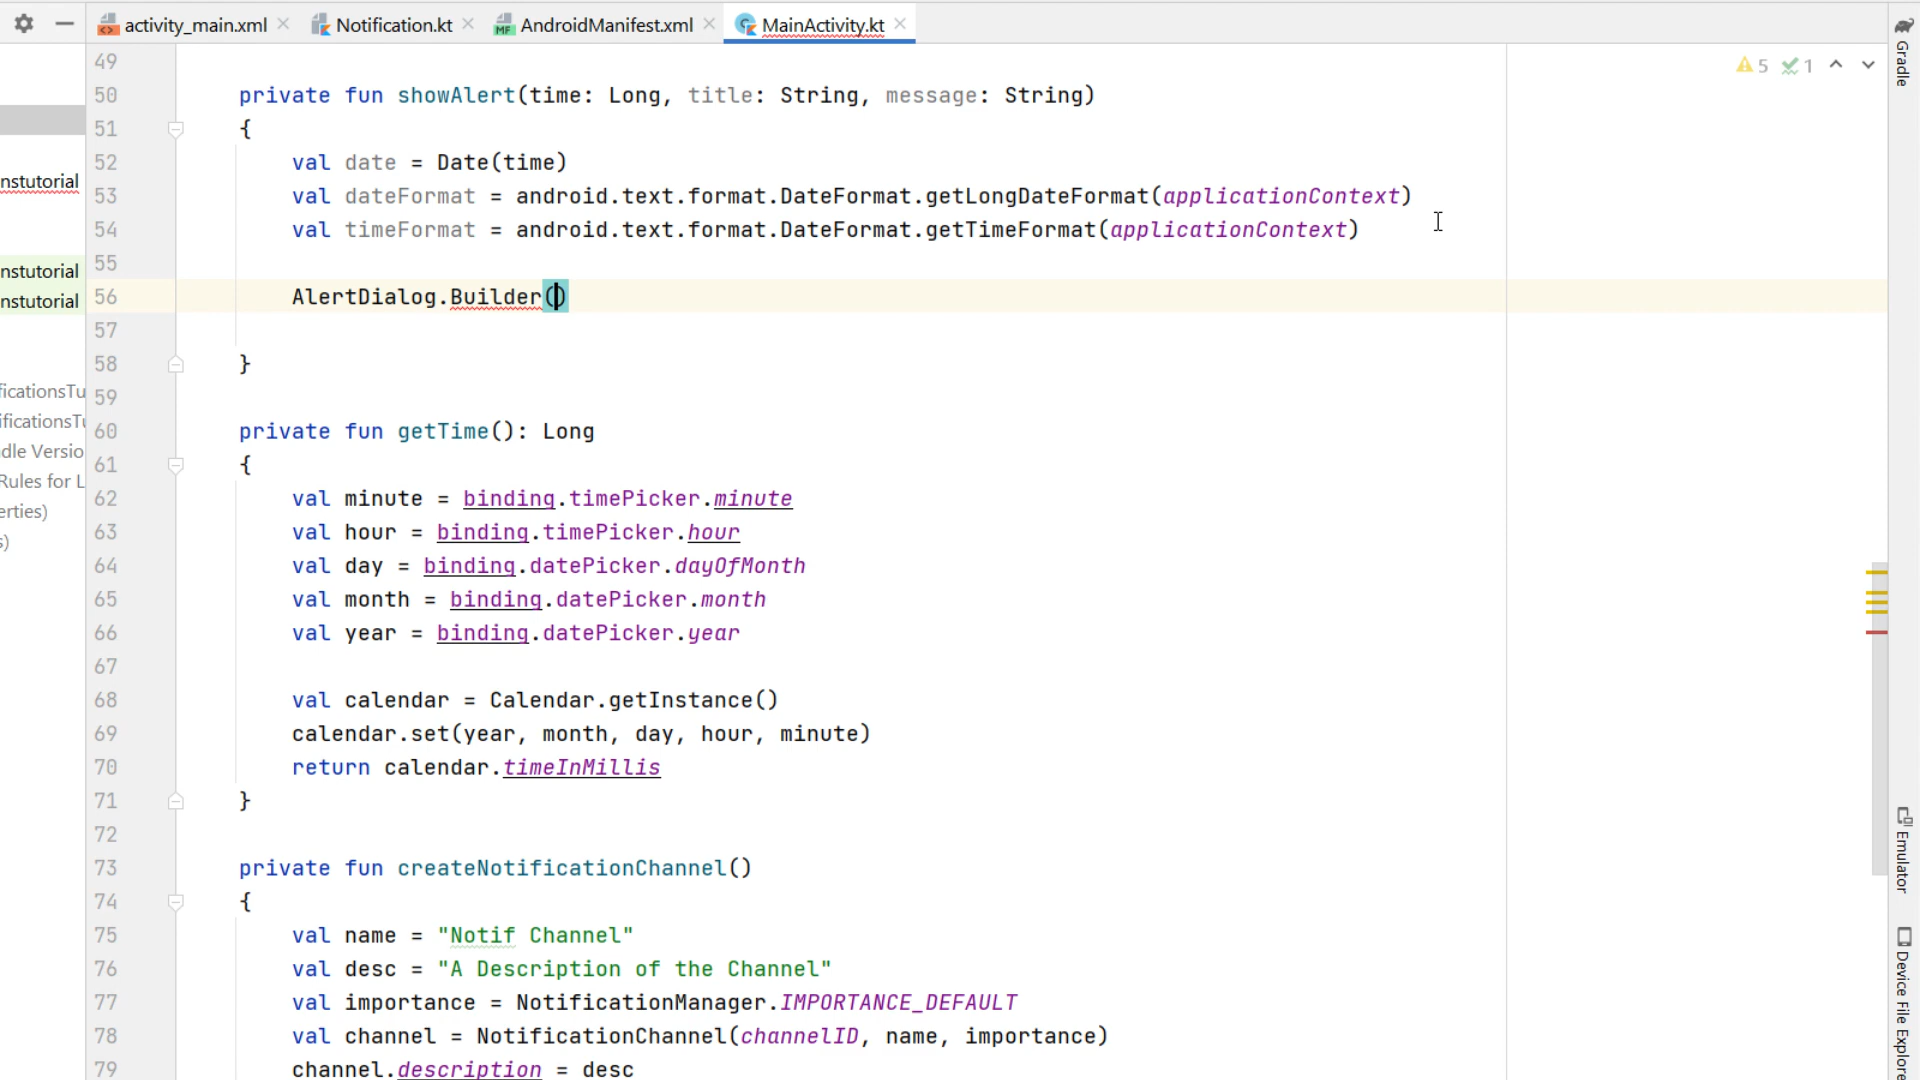 activity_main.xml
Notification.kt
AndroidManifest.xml
MainActivity.kt
5
1
Gradle
nstutorial
nstutorial
nstutorial
ficationsTu
ificationsTu
dle Versio
Rules for L
erties)
s)
49
50 private fun showAlert(time: Long, title: String, message: String)
51 {
52 val date = Date(time)
53 val dateFormat = android.text.format.DateFormat.getLongDateFormat(applicationContext)
54 val timeFormat = android.text.format.DateFormat.getTimeFormat(applicationContext)
55
56 AlertDialog.Builder()
57
58 }
59
60 private fun getTime(): Long
61 {
62 val minute = binding.timePicker.minute
63 val hour = binding.timePicker.hour
64 val day = binding.datePicker.dayOfMonth
65 val month = binding.datePicker.month
66 val year = binding.datePicker.year
67
68 val calendar = Calendar.getInstance()
69 calendar.set(year, month, day, hour, minute)
70 return calendar.timeInMillis
71 }
72
73 private fun createNotificationChannel()
74 {
75 val name = "Notif Channel"
76 val desc = "A Description of the Channel"
77 val importance = NotificationManager.IMPORTANCE_DEFAULT
78 val channel = NotificationChannel(channelID, name, importance)
79 channel.description = desc
Emulator
Device File Explore